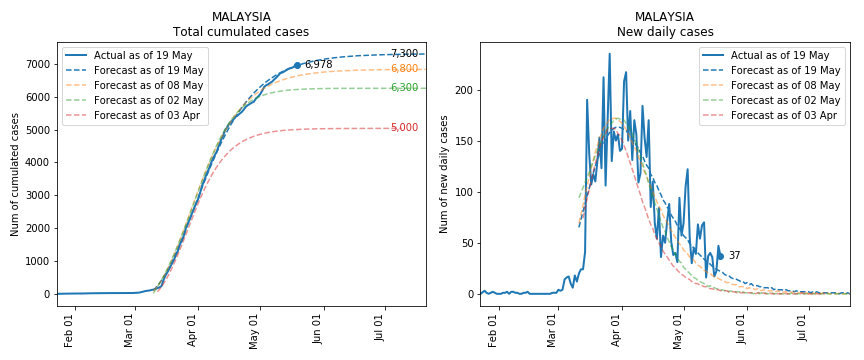 MALAYSIA
Total cumulated cases
Num of cumulated cases
7000
6000
5000
4000
3000
2000
1000
0
Actual as of 19 May
Forecast as of 19 May
Forecast as of 08 May
Forecast as of 02 May
Forecast as of 03 Apr
7,300
6,978
6,800
6,300
5,000
Feb 01
Mar 01
Apr 01
May 01
Jun 01
Jul 01
MALAYSIA
New daily cases
Num of new daily cases
200
150
100
50
0
Actual as of 19 May
Forecast as of 19 May
Forecast as of 08 May
Forecast as of 02 May
Forecast as of 03 Apr
37
Feb 01
Mar 01
Apr 01
May 01
Jun 01
Jul 01